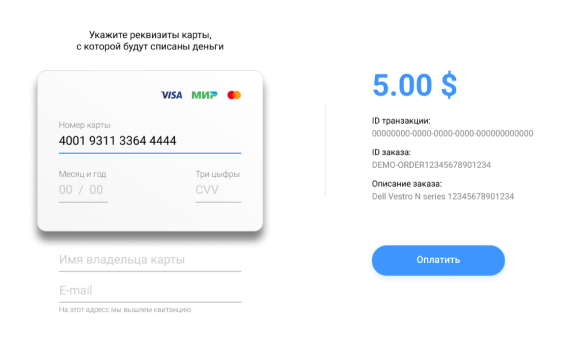 Укажите реквизиты карты,
с которой будут списаны деньги
VISA МИР
Номер карты
4001 9311 3364 4444
Месяц и год
Три цыфры
00 / 00
CVV
Имя владельца карты
E-mail
На этот адресс мы вышлем квитанцию
5.00 $
ID транзакции:
00000000-0000-0000-0000-000000000000
ID заказа:
DEMO-ORDER12345678901234
Описание заказа:
Dell Vestro N series 12345678901234
Оплатить